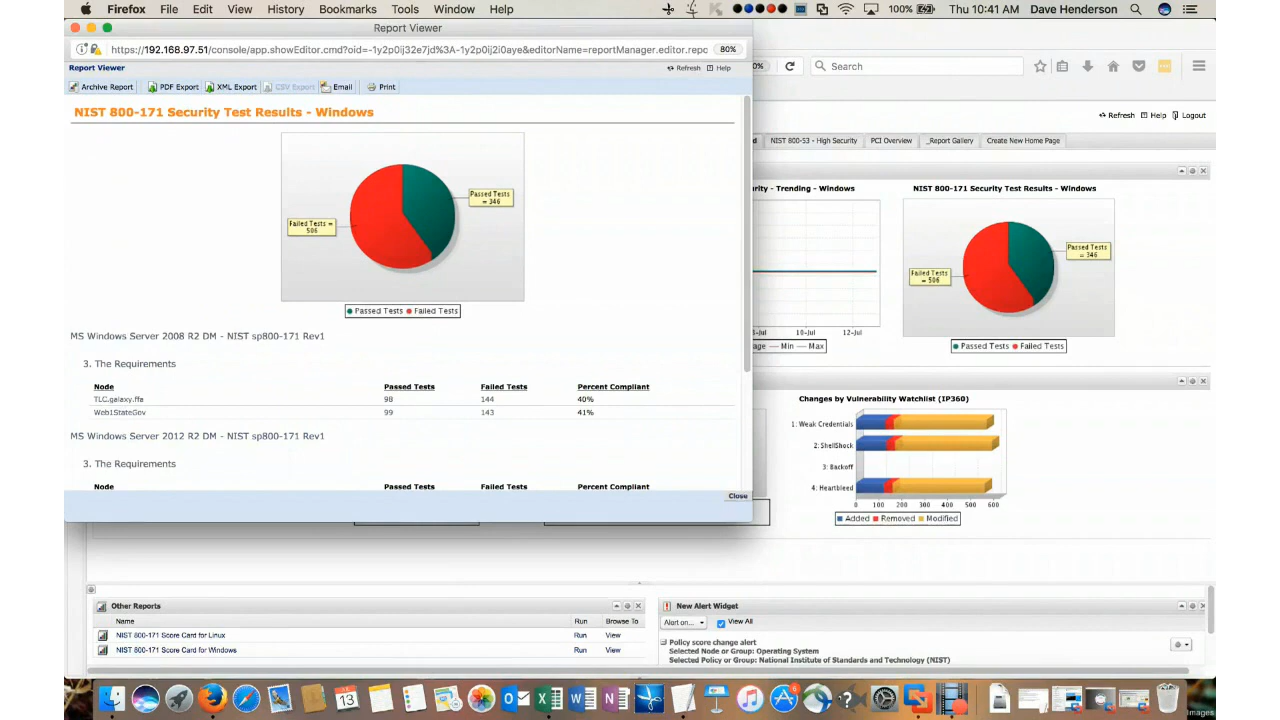 Firefox File Edit View History Bookmarks Tools Window Help 100% Thu 10:41 AM Dave Henderson
Report Viewer
https://192.168.97.51/console/app.showEditor.cmd?oid=-1y2p0ij32e7jd%3A-1y2p0ij2i0aye&editorName=reportManager.editor.repc 80%
Report Viewer Refresh Help
Archive Report PDF Export XML Export CSV Export Email Print
NIST 800-171 Security Test Results - Windows
Passed Tests
= 346
Failed Tests =
506
Passed Tests Failed Tests
MS Windows Server 2008 R2 DM - NIST sp800-171 Rev1
3. The Requirements
Node Passed Tests Failed Tests Percent Compliant
TLC.galaxy.ffa 98 144 40%
Web1StateGov 99 143 41%
MS Windows Server 2012 R2 DM - NIST sp800-171 Rev1
3. The Requirements
Node Passed Tests Failed Tests Percent Compliant
Close
0% Search
Refresh Help Logout
d NIST 800-53 - High Security PCI Overview _Report Gallery Create New Home Page
rity - Trending - Windows
-Jul 10-Jul 12-Jul
age Min Max
NIST 800-171 Security Test Results - Windows
Passed Tests
= 346
Failed Tests
= 506
Passed Tests Failed Tests
Changes by Vulnerability Watchlist (IP360)
1: Weak Credentials
2: ShellShock
3: Backoff
4: Heartbleed
0 100 200 300 400 500 600
Added Removed Modified
Other Reports
Name Run Browse To
NIST 800-171 Score Card for Linux Run View
NIST 800-171 Score Card for Windows Run View
New Alert Widget
Alert on... View All
Policy score change alert
Selected Node or Group: Operating System
Selected Policy or Group: National Institute of Standards and Technology (NIST)
Images